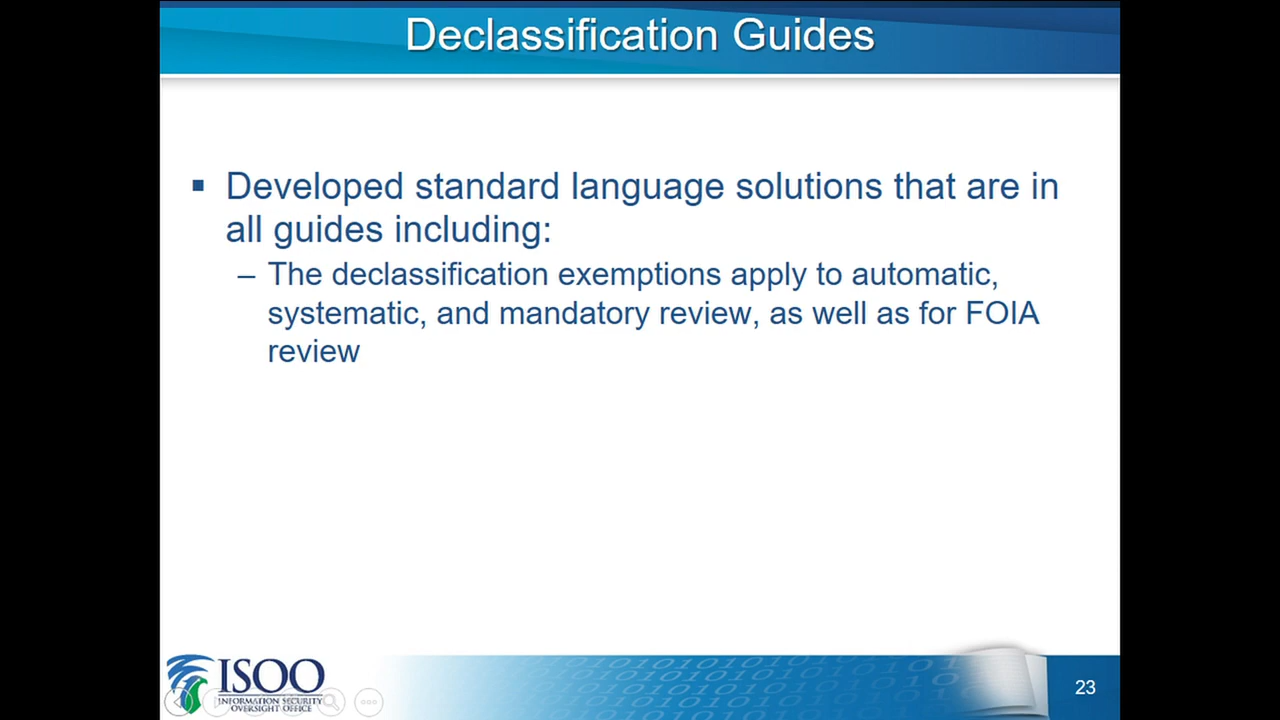 Declassification Guides
▪ Developed standard language solutions that are in
all guides including:
– The declassification exemptions apply to automatic,
systematic, and mandatory review, as well as for FOIA
review
ISOO
INFORMATION SECURITY
OVERSIGHT OFFICE
23